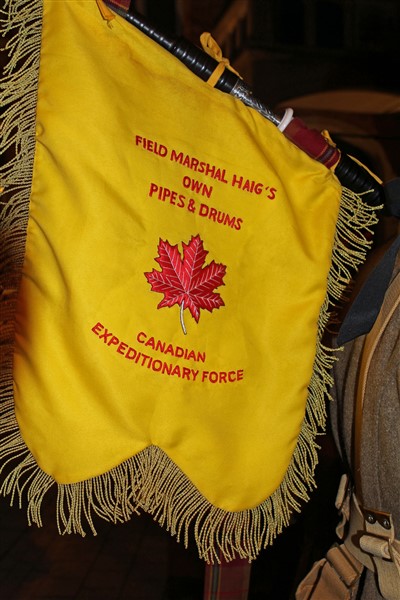 FIELD MARSHAL HAIG'S
OWN
PIPES & DRUMS
CANADIAN
EXPEDITIONARY FORCE